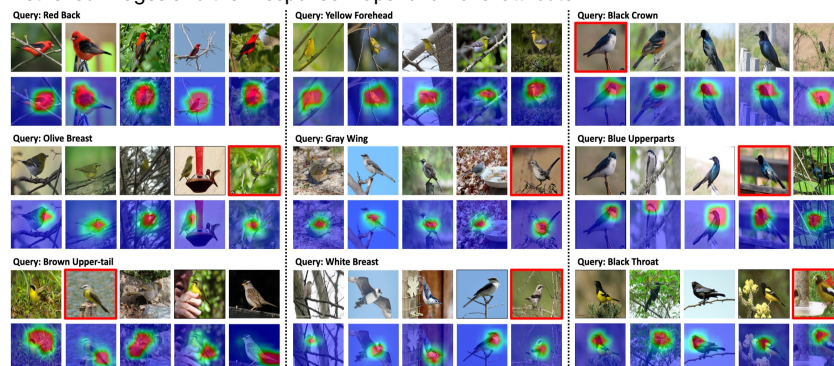 Query: Red Back
Query: Yellow Forehead
Query: Black Crown
Query: Olive Breast
Query: Gray Wing
Query: Blue Upperparts
Query: Brown Upper-tail
Query: White Breast
Query: Black Throat